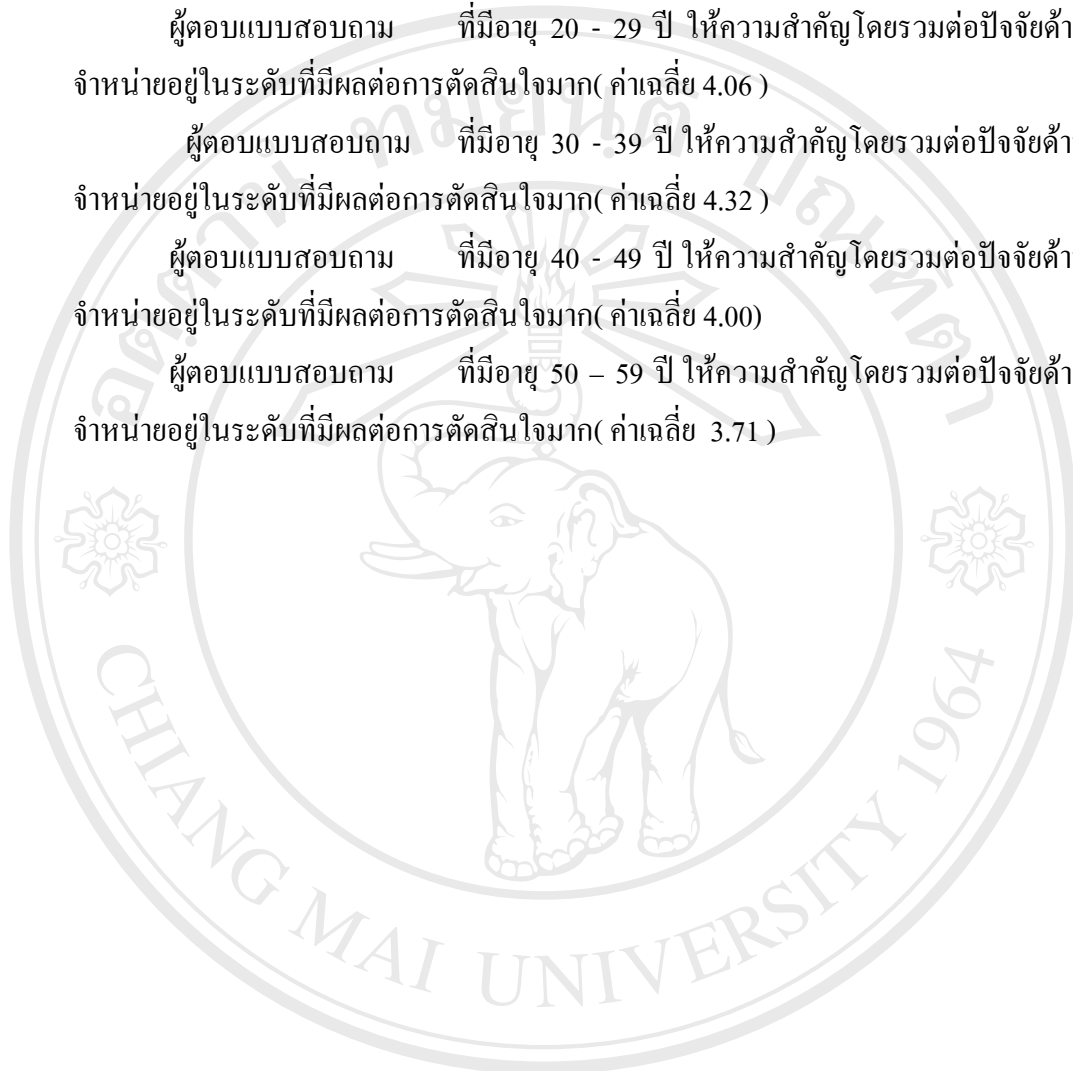 ผู้ตอบแบบสอบถาม ที่มีอายุ 20 - 29 ปี ให้ความสำคัญโดยรวมต่อปัจจัยด้า
จำหน่ายอยู่ในระดับที่มีผลต่อการตัดสินใจมาก( ค่าเฉลี่ย 4.06 )
ผู้ตอบแบบสอบถาม ที่มีอายุ 30 - 39 ปี ให้ความสำคัญโดยรวมต่อปัจจัยด้า
จำหน่ายอยู่ในระดับที่มีผลต่อการตัดสินใจมาก( ค่าเฉลี่ย 4.32 )
ผู้ตอบแบบสอบถาม ที่มีอายุ 40 - 49 ปี ให้ความสำคัญโดยรวมต่อปัจจัยด้า
จำหน่ายอยู่ในระดับที่มีผลต่อการตัดสินใจมาก( ค่าเฉลี่ย 4.00)
ผู้ตอบแบบสอบถาม ที่มีอายุ 50 – 59 ปี ให้ความสำคัญโดยรวมต่อปัจจัยด้า
จำหน่ายอยู่ในระดับที่มีผลต่อการตัดสินใจมาก( ค่าเฉลี่ย 3.71 )
อตฺตานํ ทมยนฺติ ปณฺฑิตา
CHIANG MAI UNIVERSITY 1964